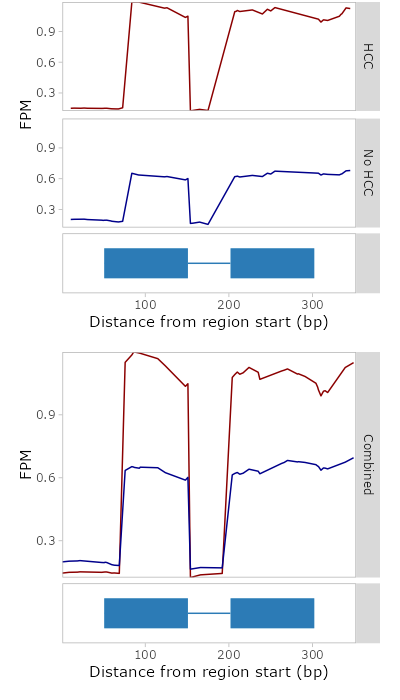 0.9
0.6
0.3
HCC
FPM
0.9
0.6
0.3
No HCC
100
200
300
Distance from region start (bp)
0.9
0.6
0.3
FPM
Combined
100
200
300
Distance from region start (bp)